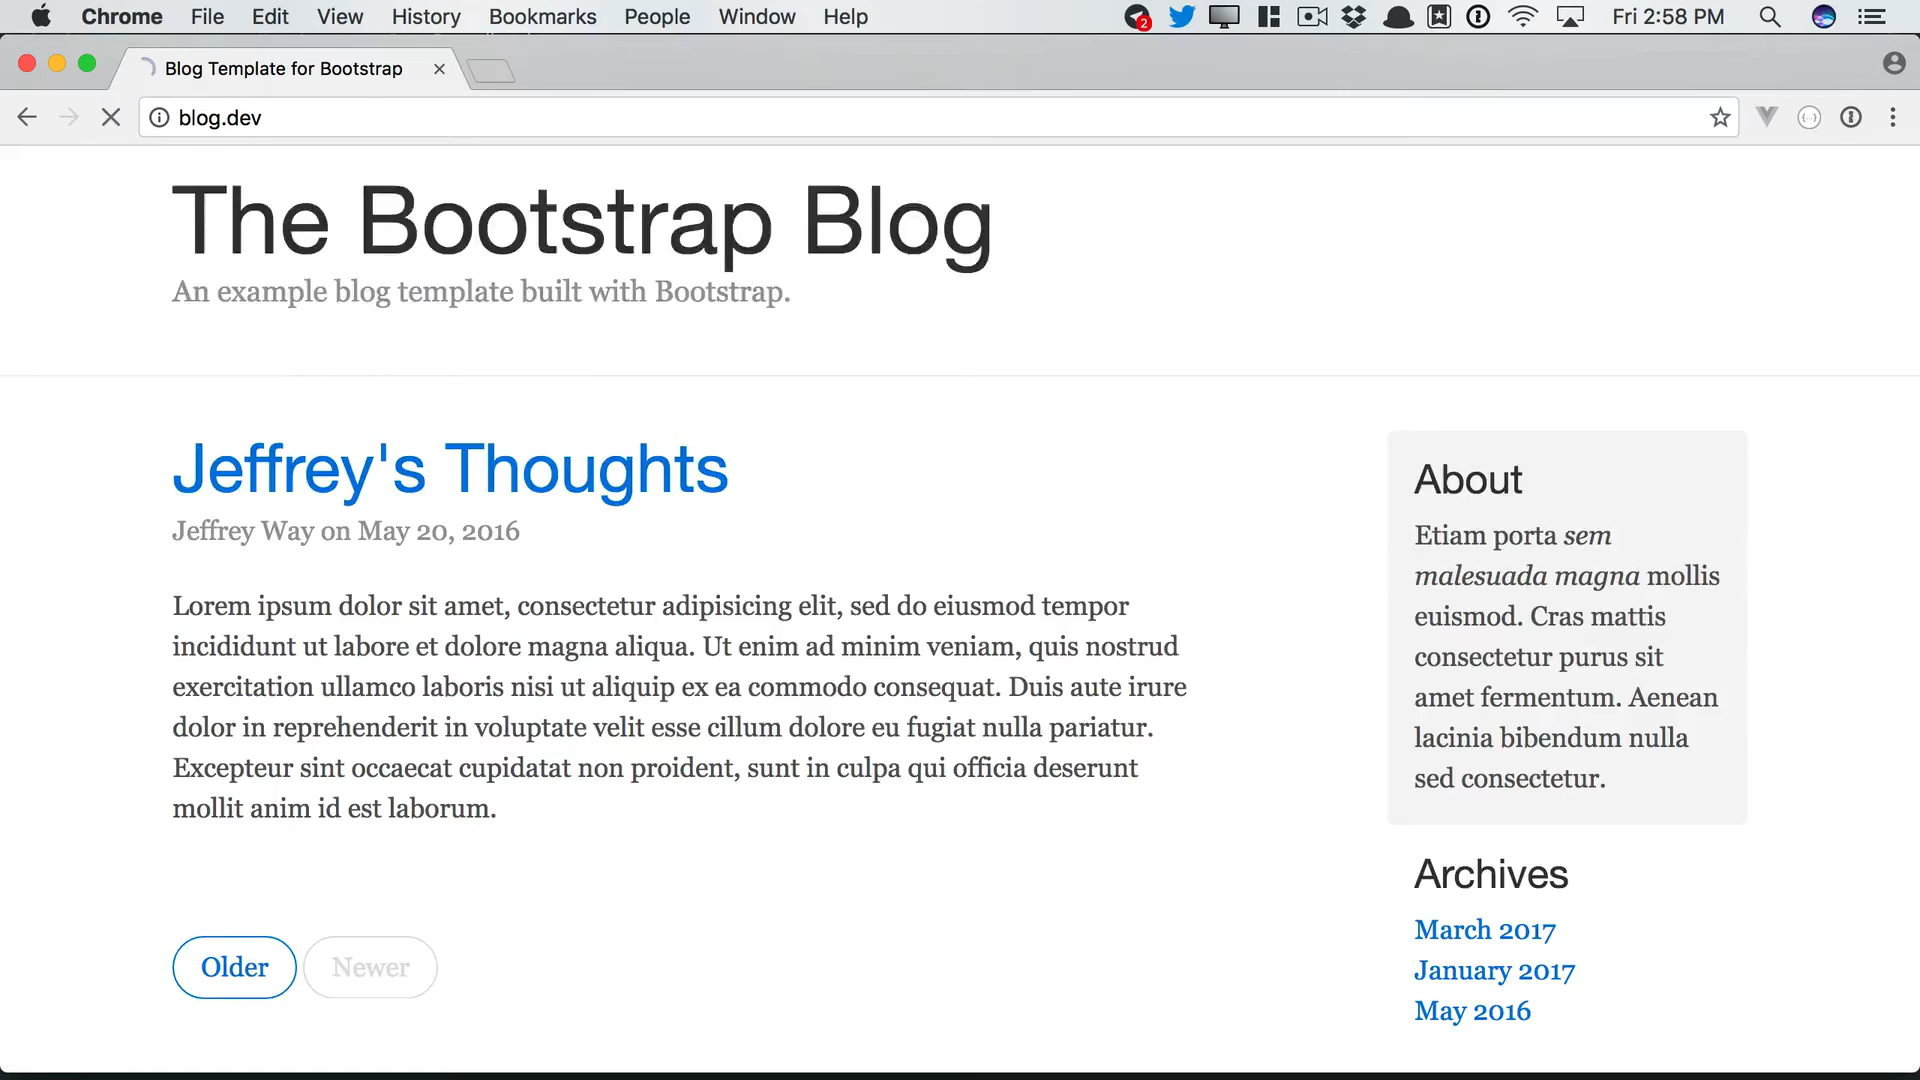 Chrome File Edit View History Bookmarks People Window Help 2 Fri 2:58 PM
Blog Template for Bootstrap
blog.dev
The Bootstrap Blog
An example blog template built with Bootstrap.
Jeffrey's Thoughts
Jeffrey Way on May 20, 2016
Lorem ipsum dolor sit amet, consectetur adipisicing elit, sed do eiusmod tempor
incididunt ut labore et dolore magna aliqua. Ut enim ad minim veniam, quis nostrud
exercitation ullamco laboris nisi ut aliquip ex ea commodo consequat. Duis aute irure
dolor in reprehenderit in voluptate velit esse cillum dolore eu fugiat nulla pariatur.
Excepteur sint occaecat cupidatat non proident, sunt in culpa qui officia deserunt
mollit anim id est laborum.
Older Newer
About
Etiam porta sem
malesuada magna mollis
euismod. Cras mattis
consectetur purus sit
amet fermentum. Aenean
lacinia bibendum nulla
sed consectetur.
Archives
March 2017
January 2017
May 2016